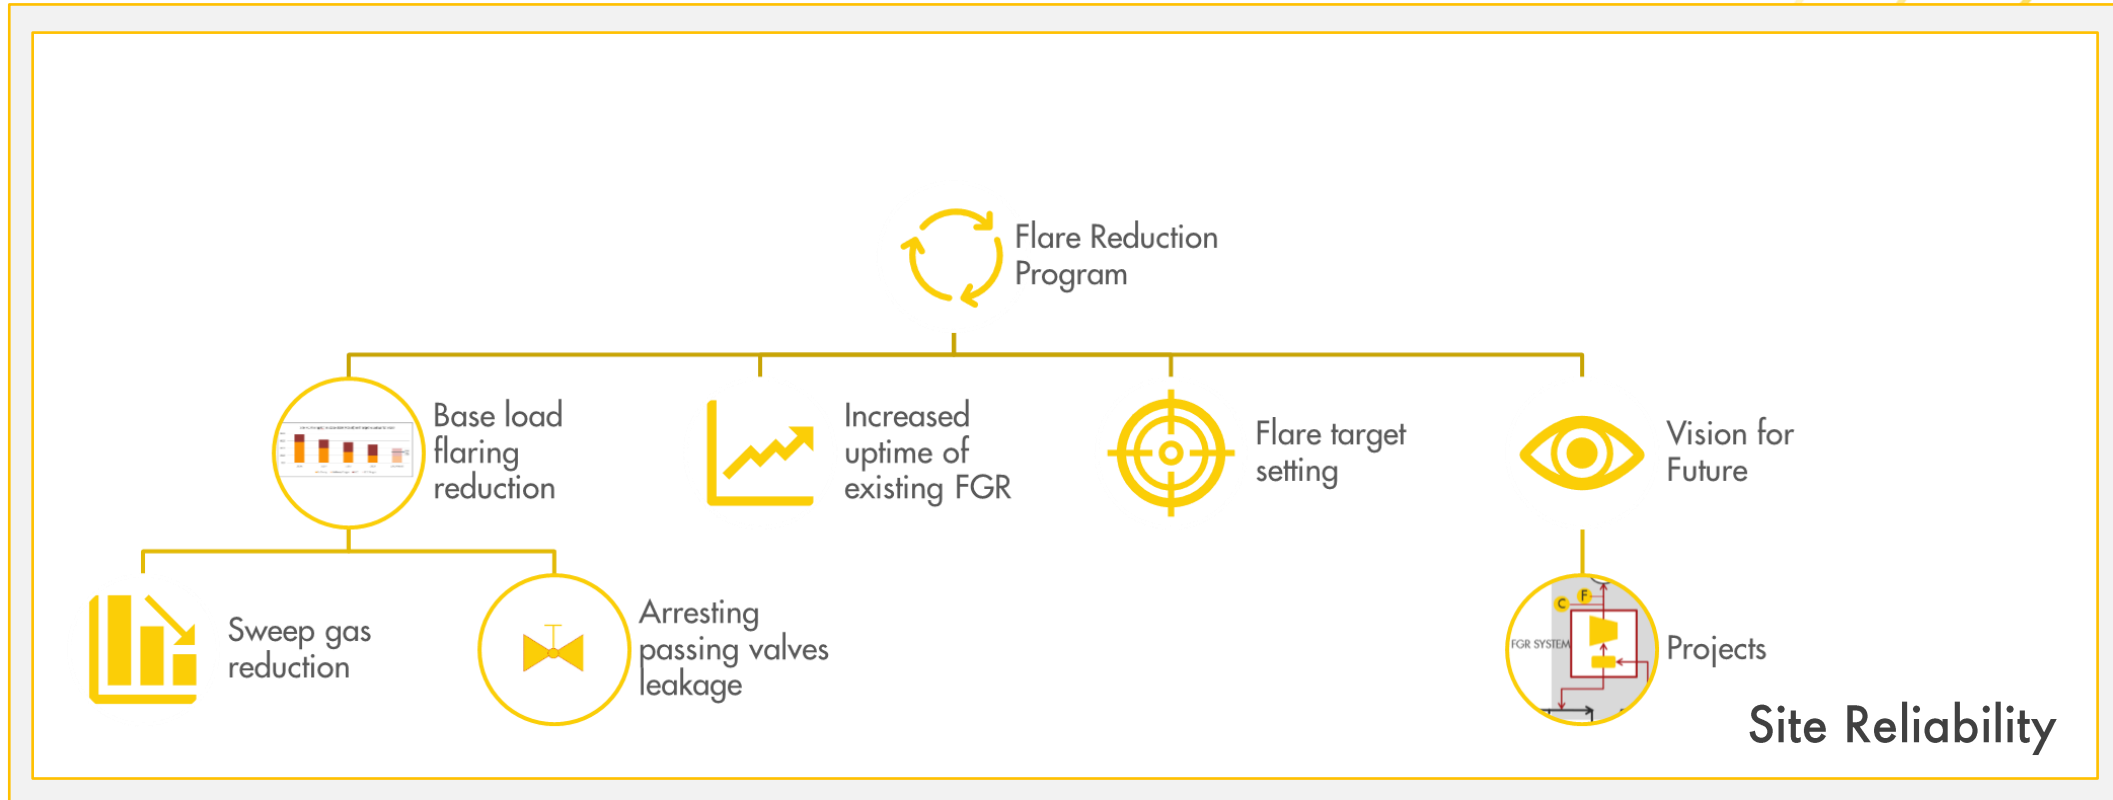 Flare Reduction
Program
Base load
flaring
reduction
Increased
uptime of
existing FGR
Flare target
setting
Vision for
Future
Sweep gas
reduction
Arresting
passing valves
leakage
C
F
FGR SYSTEM
Projects
Site Reliability